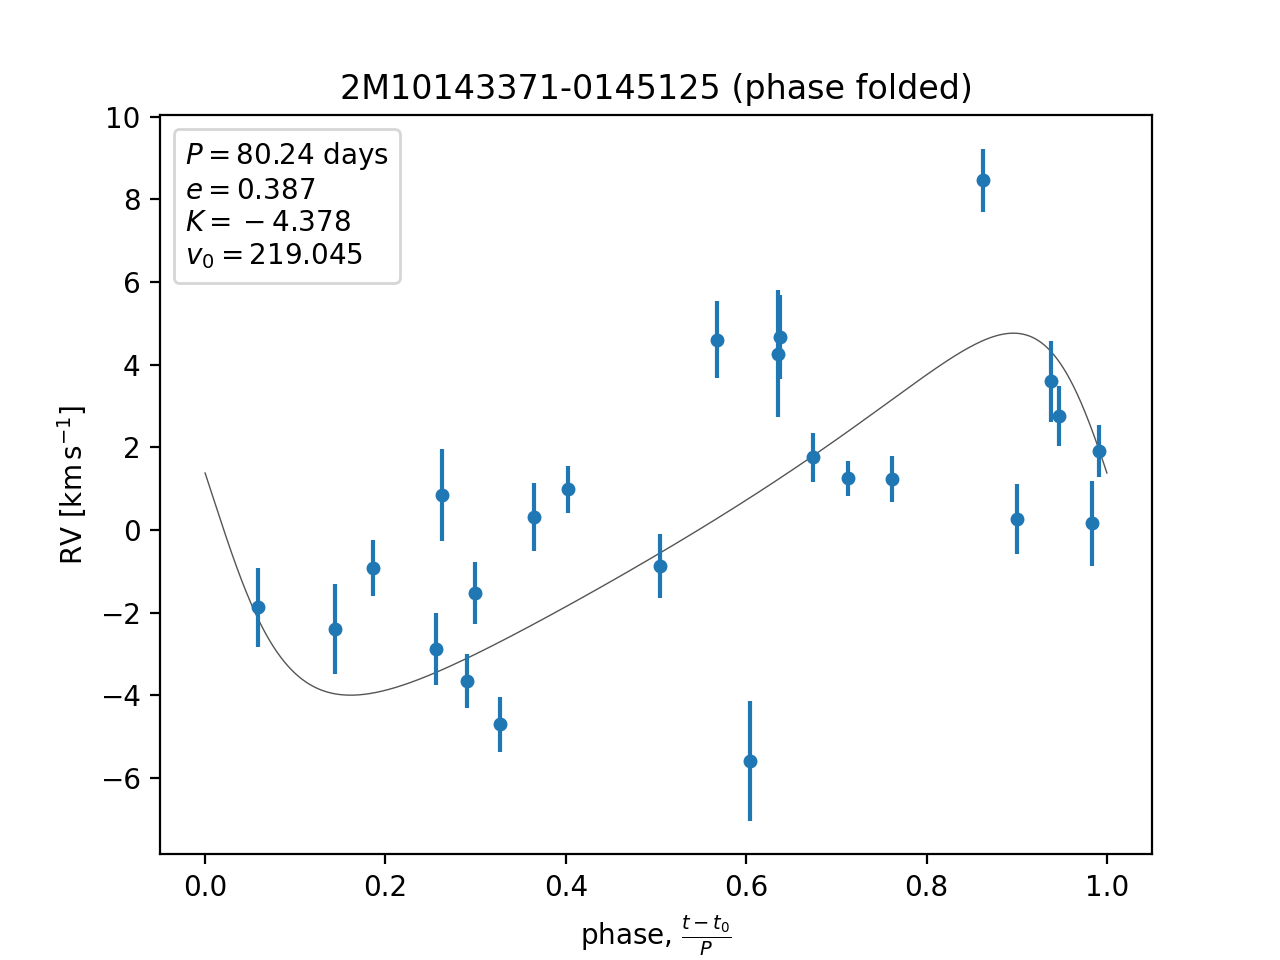 2M10143371-0145125 (phase folded)
P = 80.24 days
e = 0.387
K = − 4.378
v₀ = 219.045
RV [km s⁻¹]
10
8
6
4
2
0
−2
−4
−6
0.0 0.2 0.4 0.6 0.8 1.0
phase, (t − t₀)/P